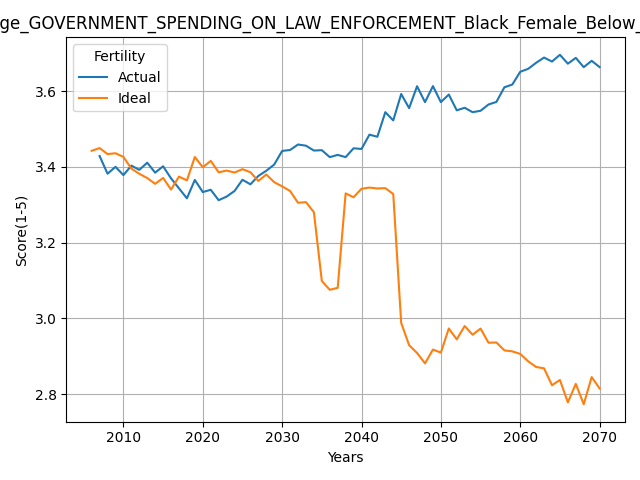 ge_GOVERNMENT_SPENDING_ON_LAW_ENFORCEMENT_Black_Female_Below_
Fertility
Actual
Ideal
3.6
3.4
3.2
3.0
2.8
Score(1-5)
2010 2020 2030 2040 2050 2060 2070
Years